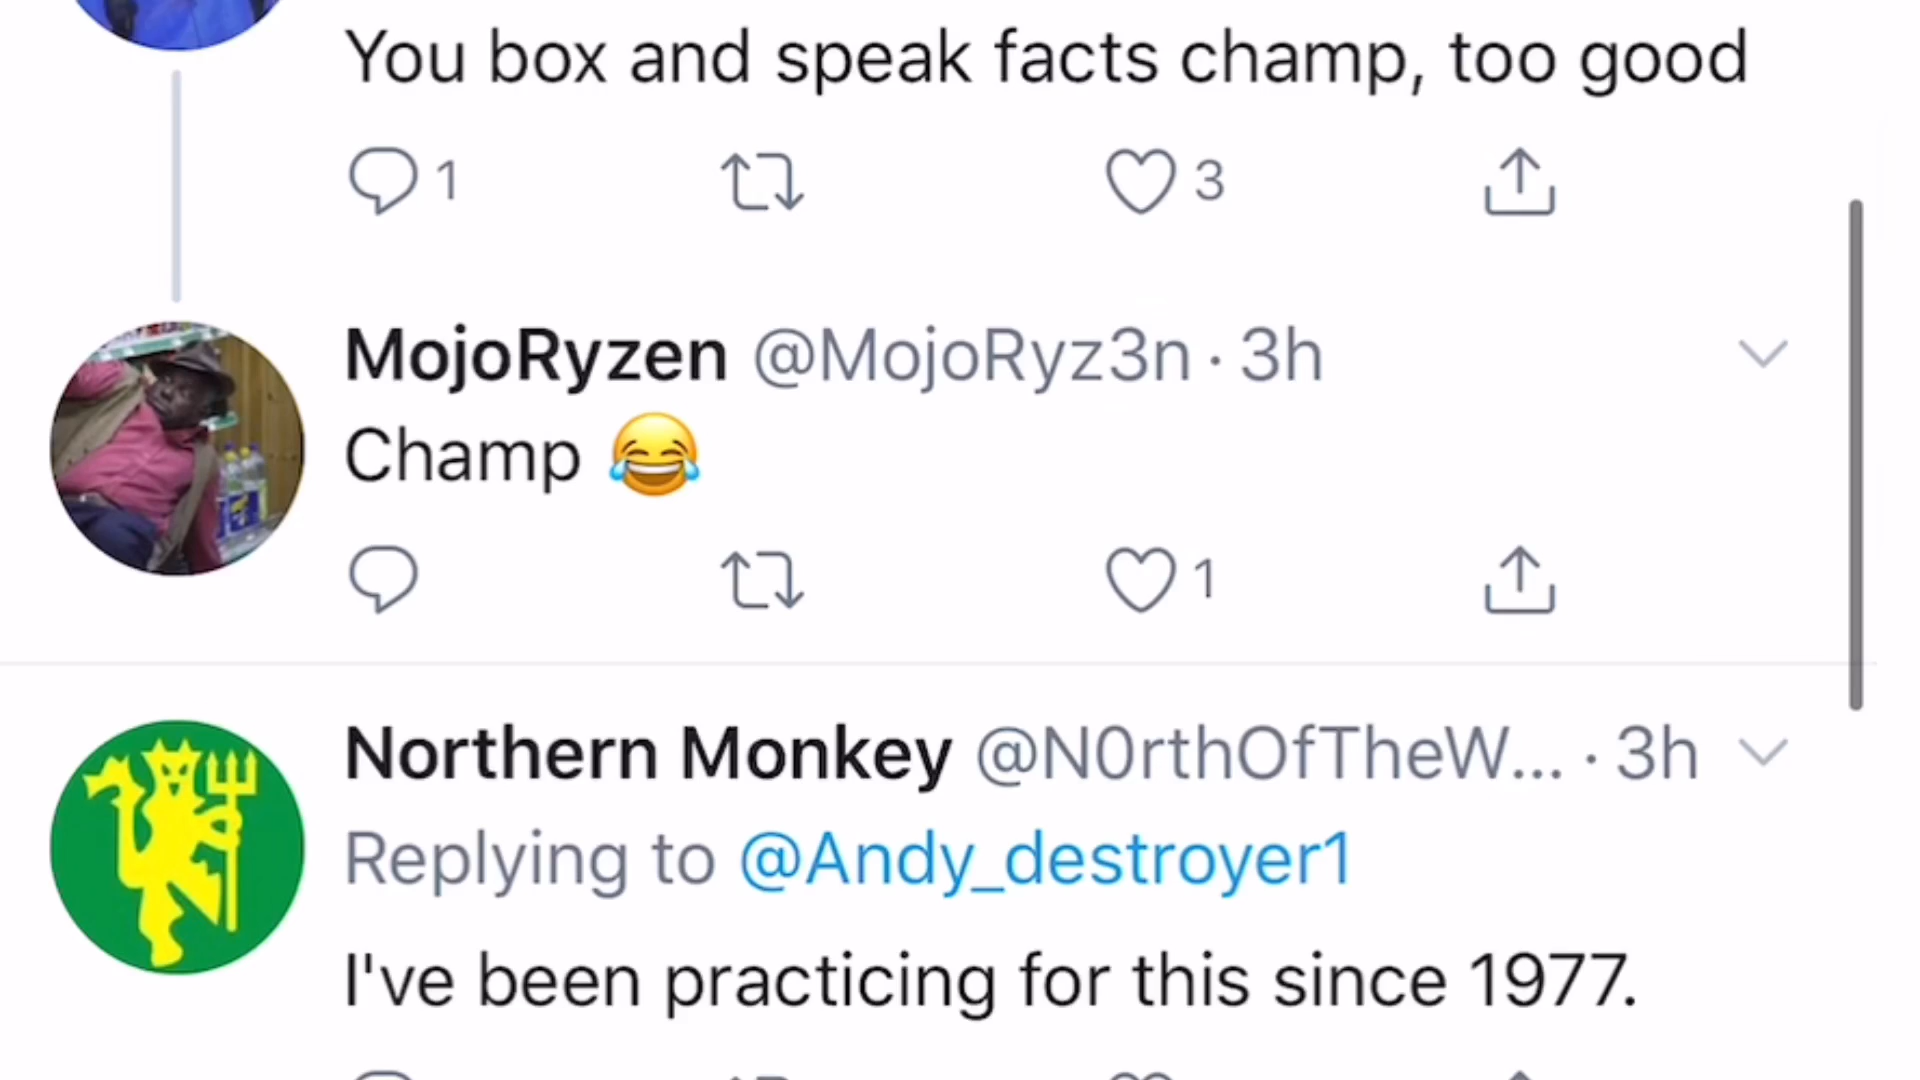 You box and speak facts champ, too good
1
3
MojoRyzen @MojoRyz3n · 3h
Champ 😂
1
Northern Monkey @N0rthOfTheW... · 3h
Replying to @Andy_destroyer1
I've been practicing for this since 1977.